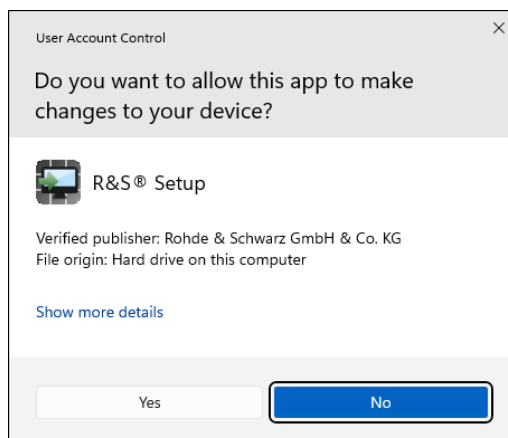 User Account Control
Do you want to allow this app to make
changes to your device?
R&S® Setup
Verified publisher: Rohde & Schwarz GmbH & Co. KG
File origin: Hard drive on this computer
Show more details
Yes
No